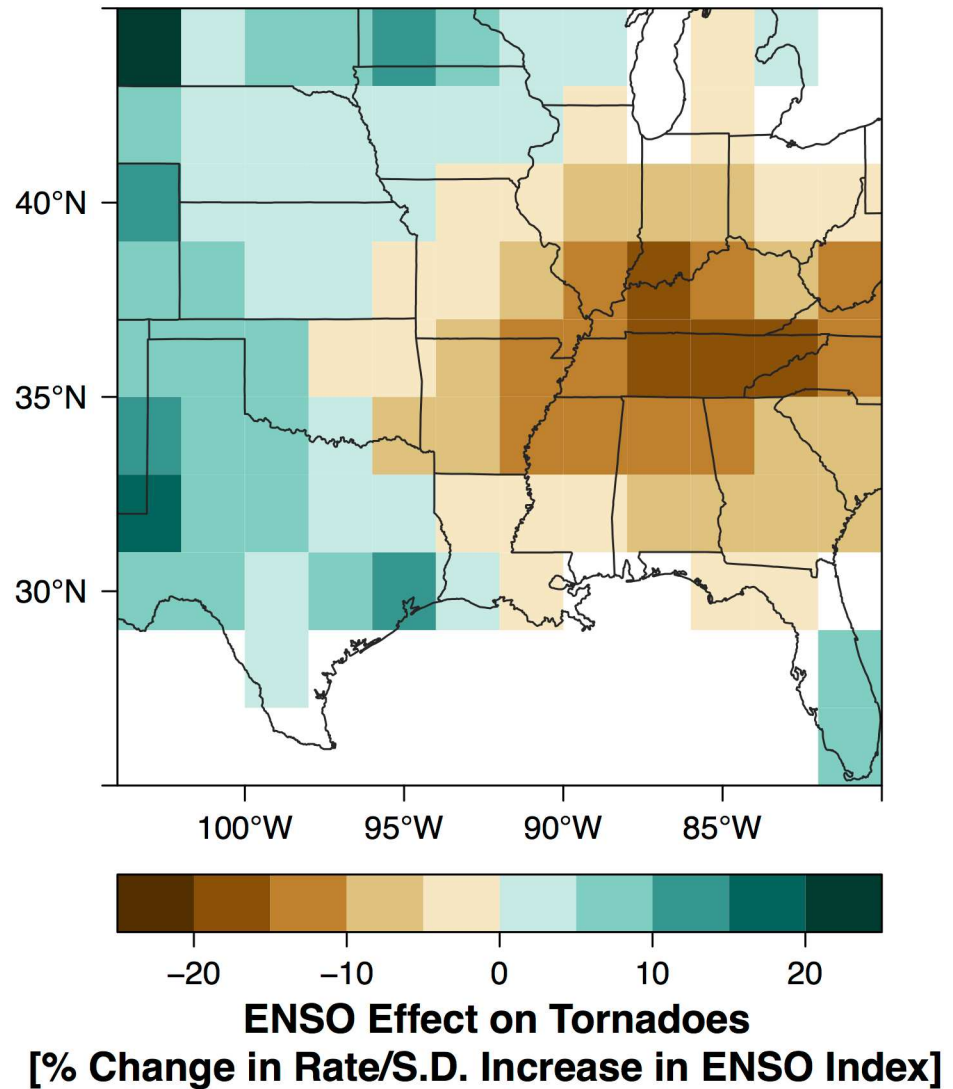 40°N
35°N
30°N
100°W 95°W 90°W 85°W
−20 −10 0 10 20
ENSO Effect on Tornadoes
[% Change in Rate/S.D. Increase in ENSO Index]